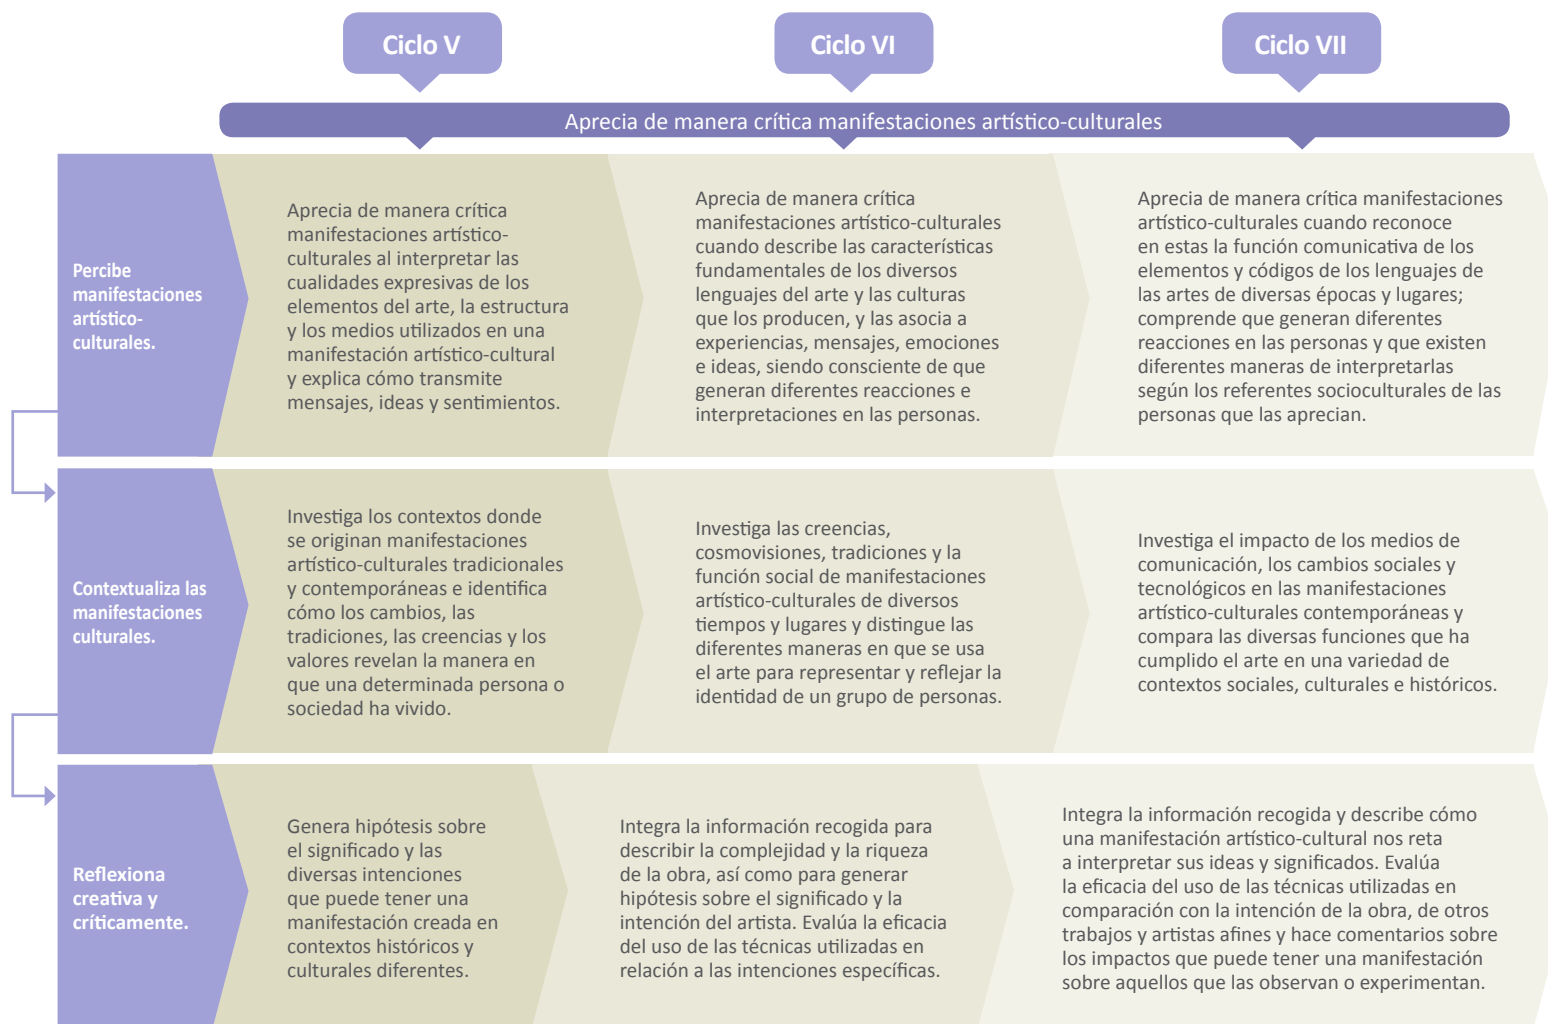 Ciclo V
Ciclo VI
Ciclo VII
Aprecia de manera crítica manifestaciones artístico-culturales
Percibe
manifestaciones
artístico-
culturales.
Aprecia de manera crítica
manifestaciones artístico-
culturales al interpretar las
cualidades expresivas de los
elementos del arte, la estructura
y los medios utilizados en una
manifestación artístico-cultural
y explica cómo transmite
mensajes, ideas y sentimientos.
Aprecia de manera crítica
manifestaciones artístico-culturales
cuando describe las características
fundamentales de los diversos
lenguajes del arte y las culturas
que los producen, y las asocia a
experiencias, mensajes, emociones
e ideas, siendo consciente de que
generan diferentes reacciones e
interpretaciones en las personas.
Aprecia de manera crítica manifestaciones
artístico-culturales cuando reconoce
en estas la función comunicativa de los
elementos y códigos de los lenguajes de
las artes de diversas épocas y lugares;
comprende que generan diferentes
reacciones en las personas y que existen
diferentes maneras de interpretarlas
según los referentes socioculturales de las
personas que las aprecian.
Contextualiza las
manifestaciones
culturales.
Investiga los contextos donde
se originan manifestaciones
artístico-culturales tradicionales
y contemporáneas e identifica
cómo los cambios, las
tradiciones, las creencias y los
valores revelan la manera en
que una determinada persona o
sociedad ha vivido.
Investiga las creencias,
cosmovisiones, tradiciones y la
función social de manifestaciones
artístico-culturales de diversos
tiempos y lugares y distingue las
diferentes maneras en que se usa
el arte para representar y reflejar la
identidad de un grupo de personas.
Investiga el impacto de los medios de
comunicación, los cambios sociales y
tecnológicos en las manifestaciones
artístico-culturales contemporáneas y
compara las diversas funciones que ha
cumplido el arte en una variedad de
contextos sociales, culturales e históricos.
Reflexiona
creativa y
críticamente.
Genera hipótesis sobre
el significado y las
diversas intenciones
que puede tener una
manifestación creada en
contextos históricos y
culturales diferentes.
Integra la información recogida para
describir la complejidad y la riqueza
de la obra, así como para generar
hipótesis sobre el significado y la
intención del artista. Evalúa la eficacia
del uso de las técnicas utilizadas en
relación a las intenciones específicas.
Integra la información recogida y describe cómo
una manifestación artístico-cultural nos reta
a interpretar sus ideas y significados. Evalúa
la eficacia del uso de las técnicas utilizadas en
comparación con la intención de la obra, de otros
trabajos y artistas afines y hace comentarios sobre
los impactos que puede tener una manifestación
sobre aquellos que las observan o experimentan.